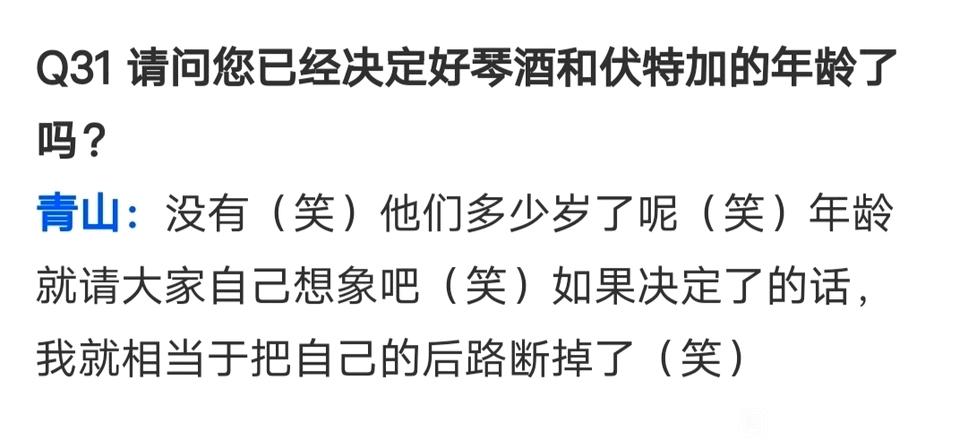 Q31 请问您已经决定好琴酒和伏特加的年龄了
吗？
青山：没有（笑）他们多少岁了呢（笑）年龄
就请大家自己想象吧（笑）如果决定了的话，
我就相当于把自己的后路断掉了（笑）